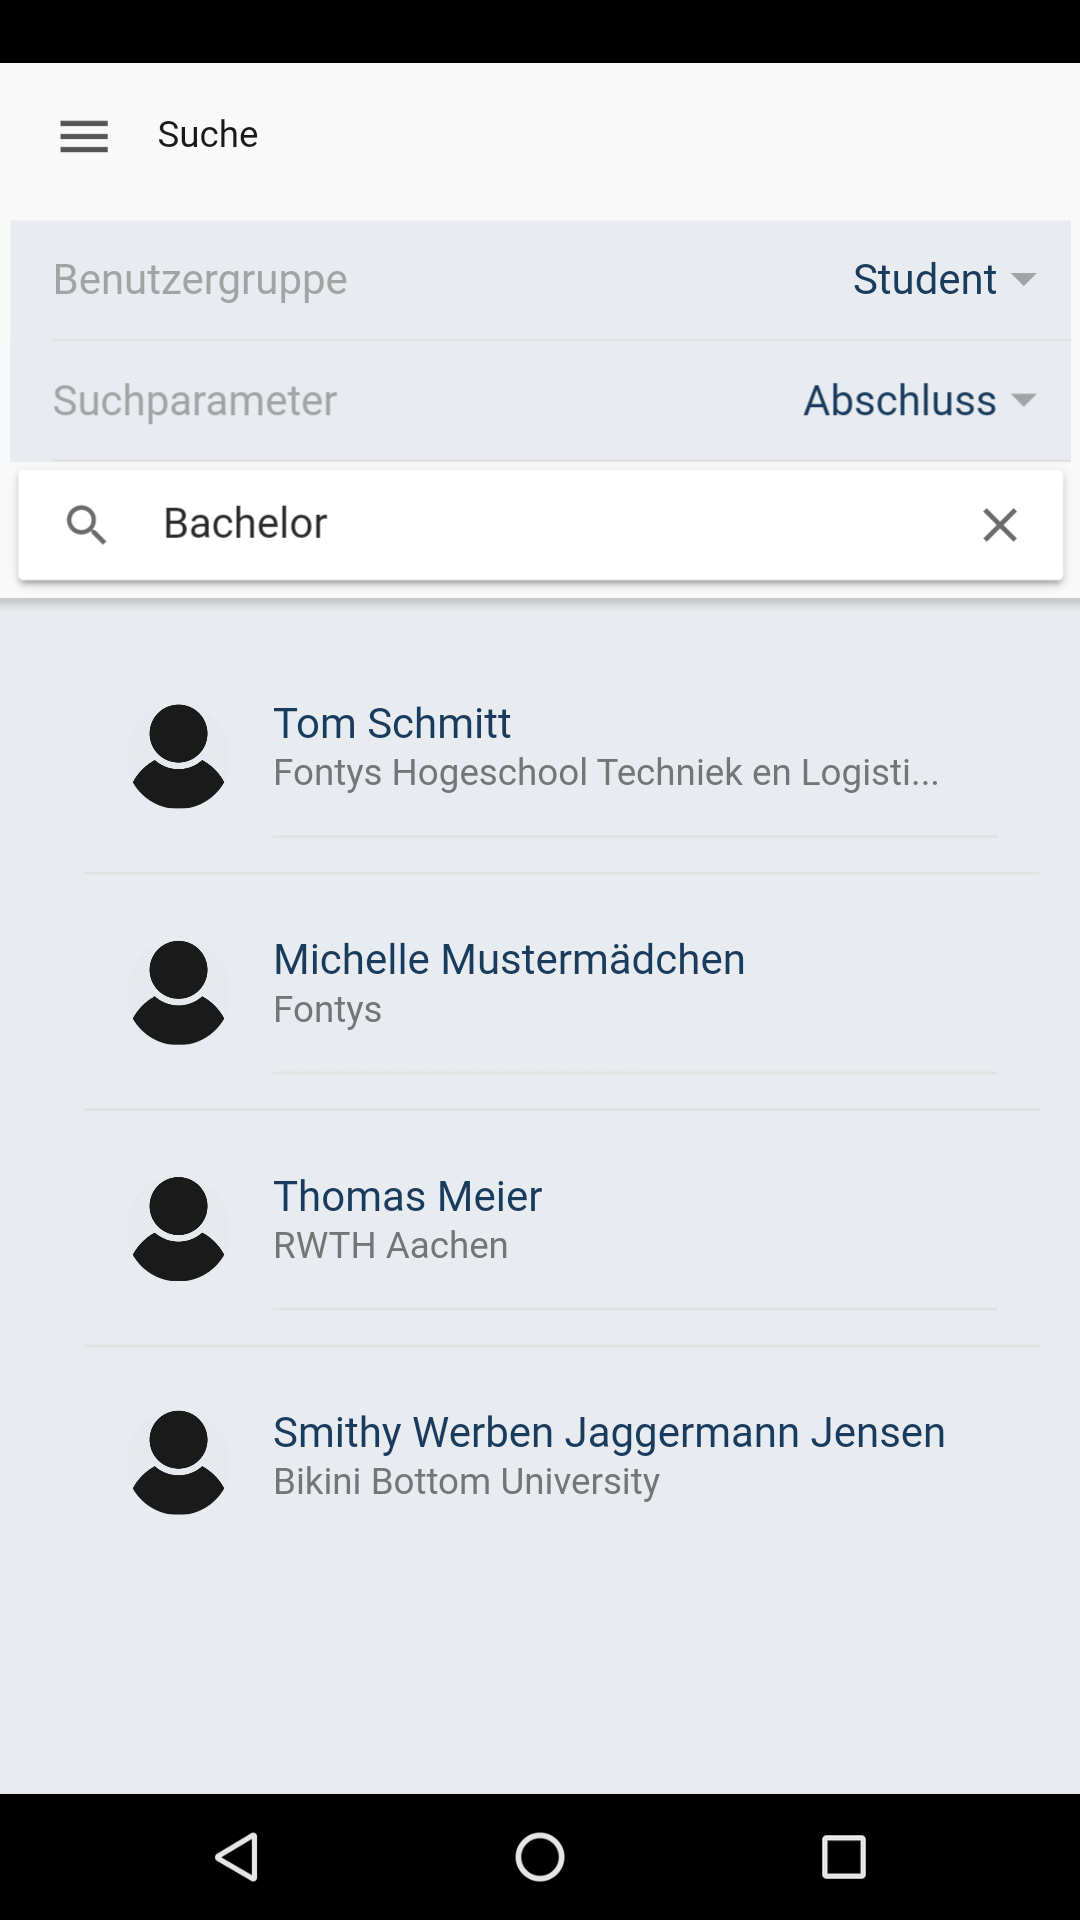 Suche
Benutzergruppe Student
Suchparameter Abschluss
Bachelor
Tom Schmitt
Fontys Hogeschool Techniek en Logisti...
Michelle Mustermädchen
Fontys
Thomas Meier
RWTH Aachen
Smithy Werben Jaggermann Jensen
Bikini Bottom University